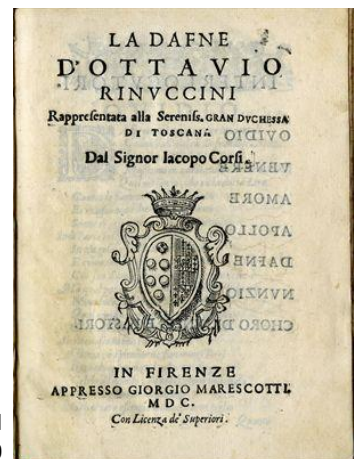 LA DAFNE
D'OTTAVIO
RINVCCINI
Rappreſentata alla Sereniſs. GRAN DVCHESSA
DI TOSCANA
Dal Signor Iacopo Corſi.
IN FIRENZE
APPRESSO GIORGIO MARESCOTTI.
M D C.
Con Licenza de' Superiori.